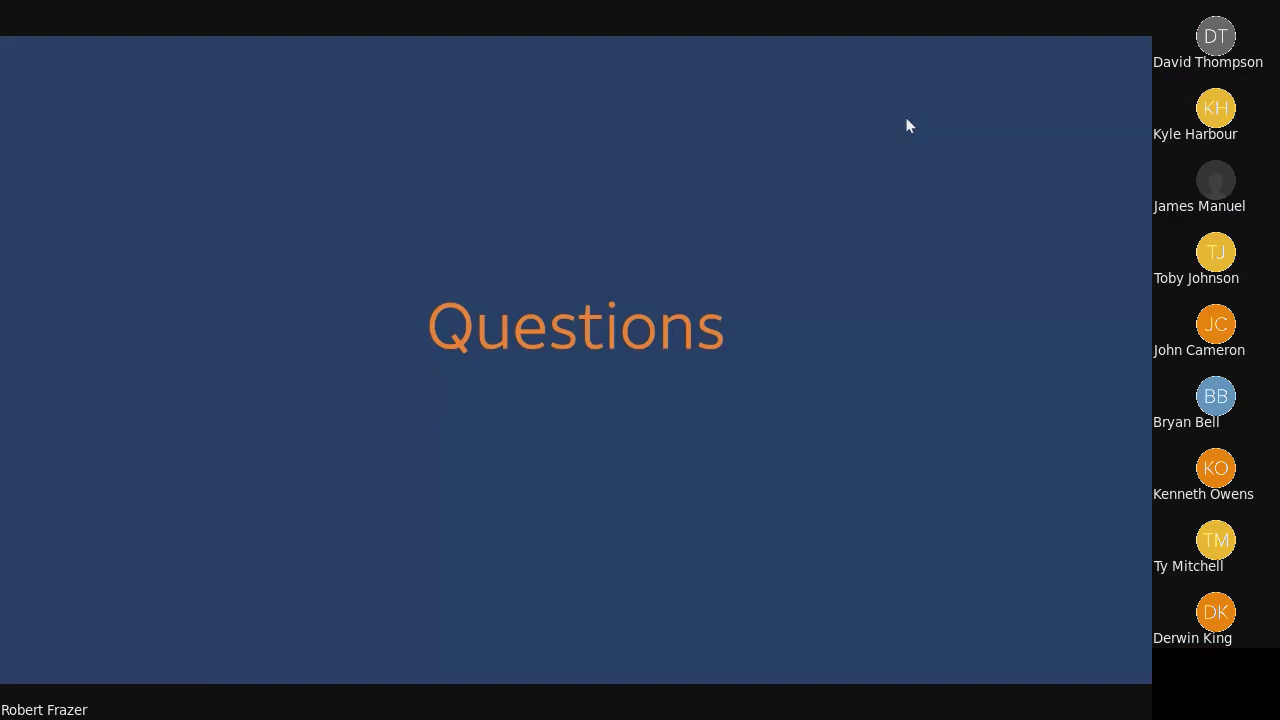 Questions
DT
David Thompson
KH
Kyle Harbour
James Manuel
TJ
Toby Johnson
JC
John Cameron
BB
Bryan Bell
KO
Kenneth Owens
TM
Ty Mitchell
DK
Derwin King
Robert Frazer